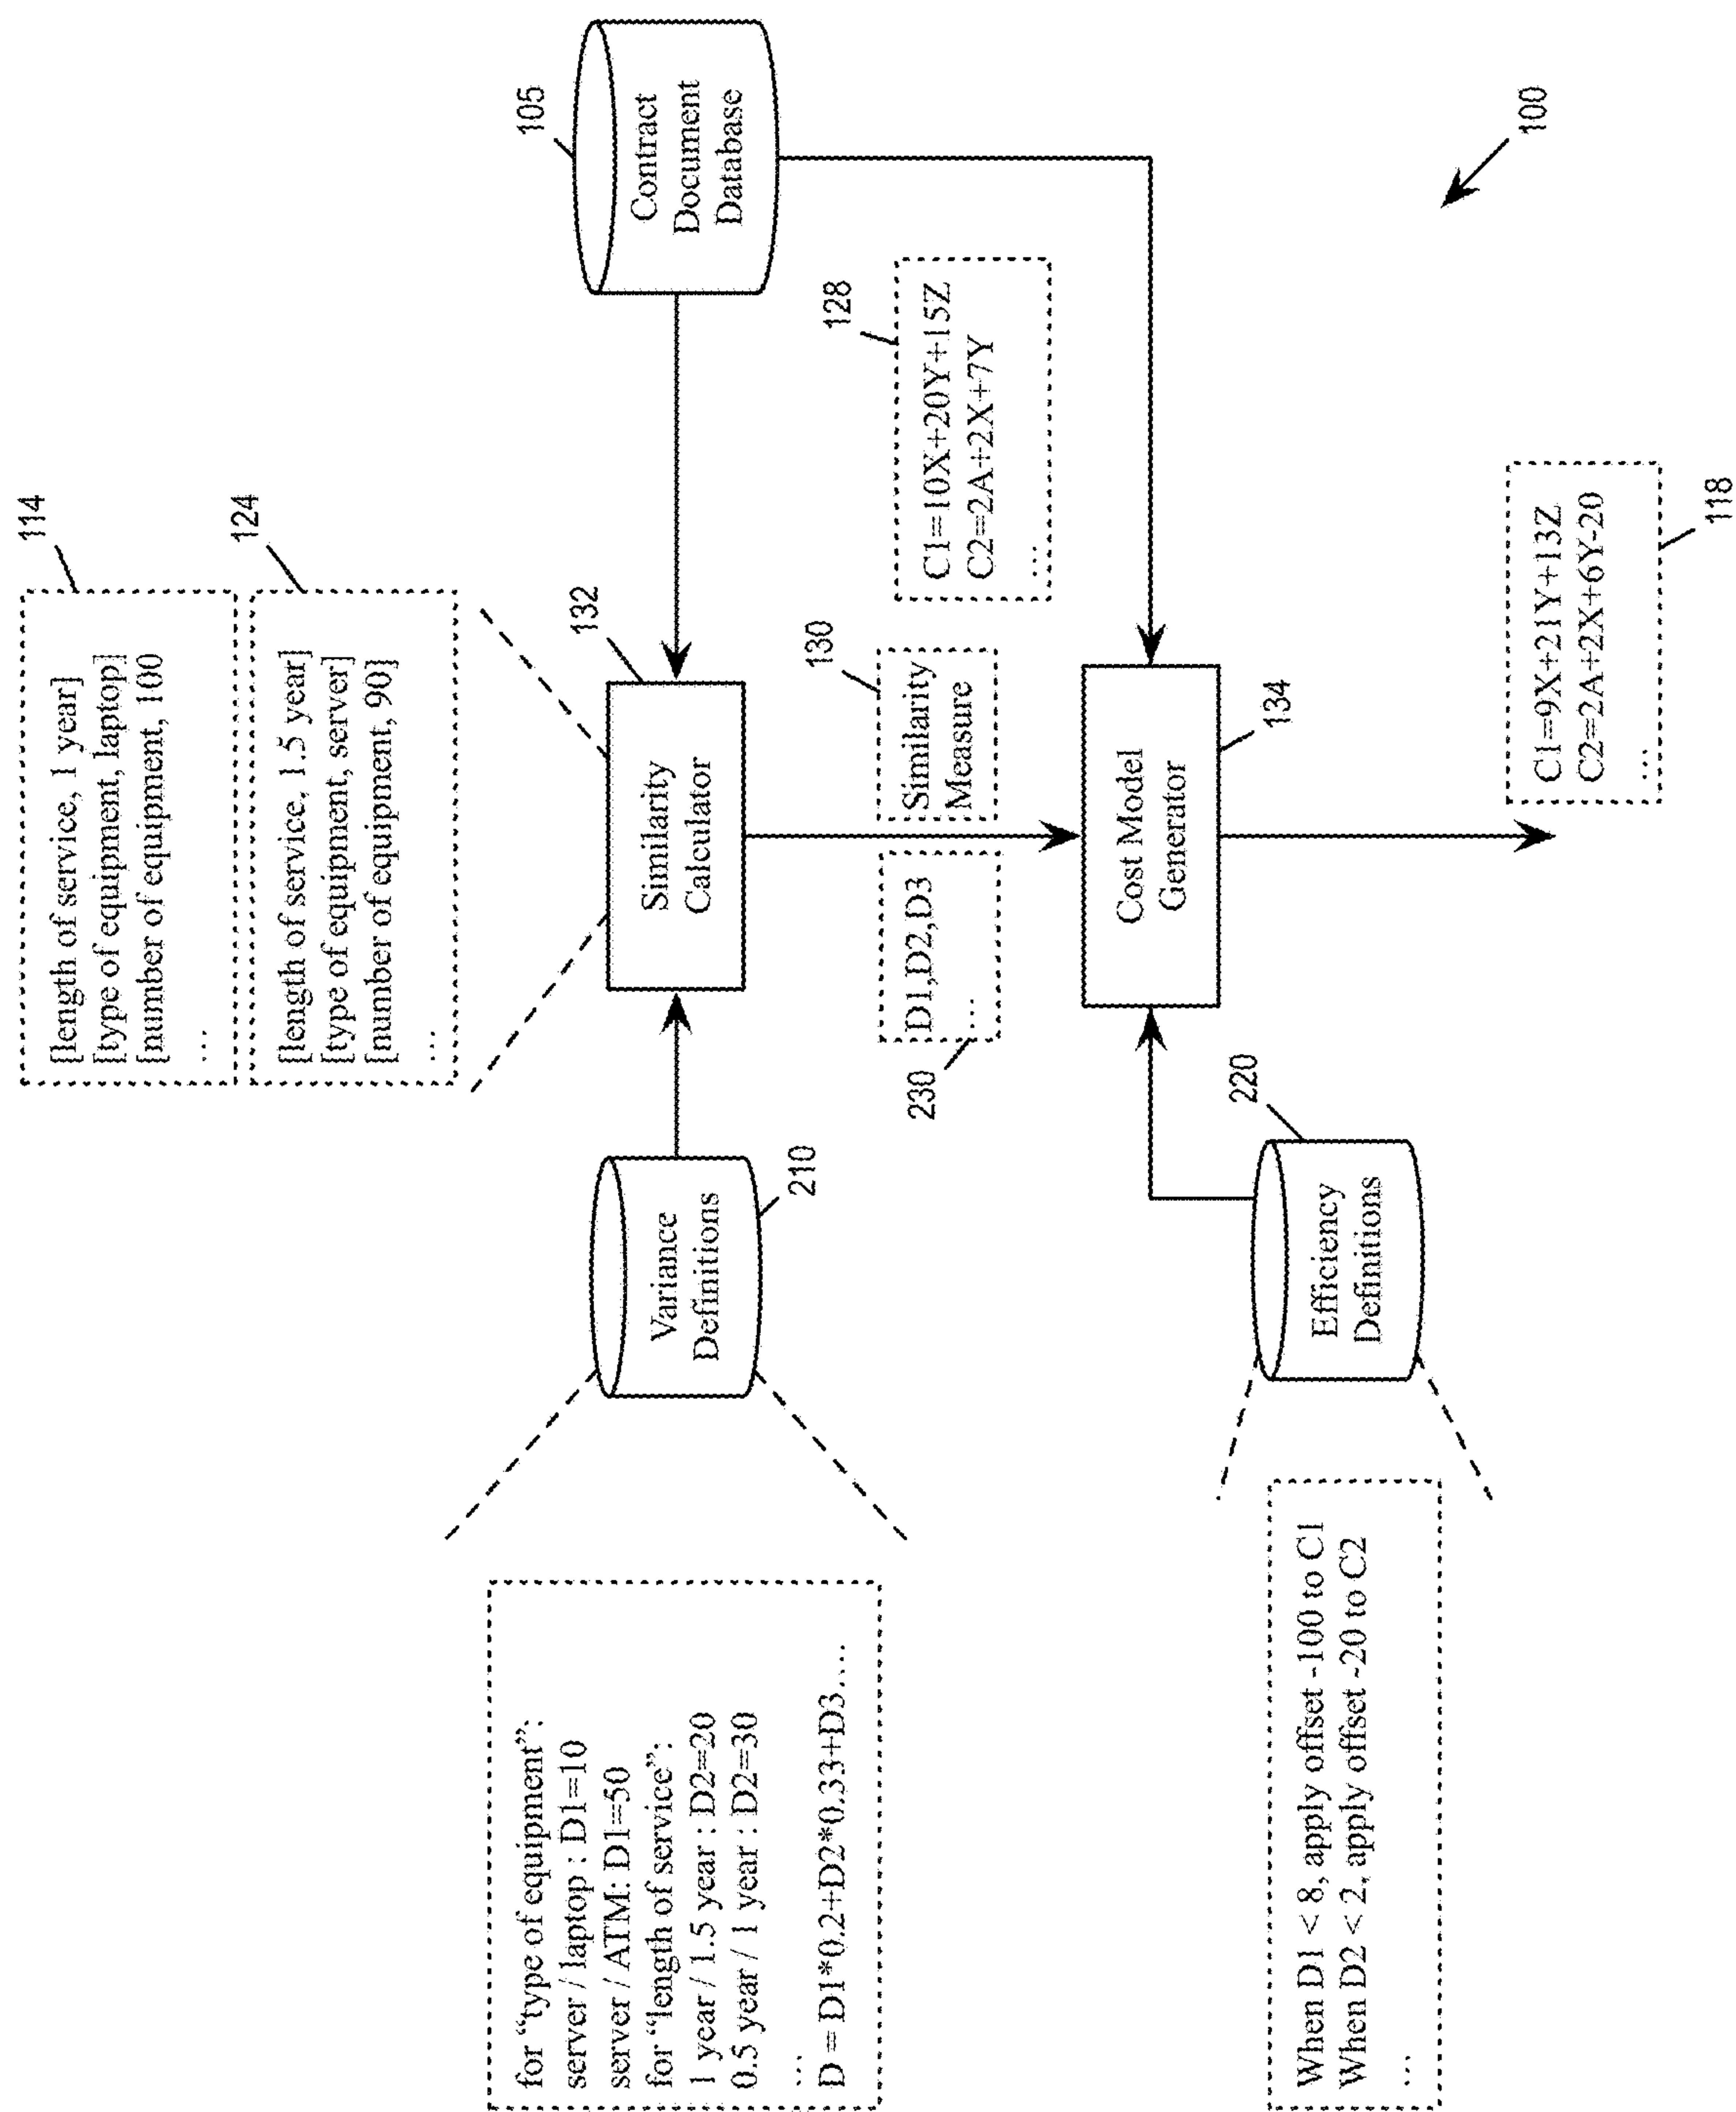 114
[length of service, 1 year]
[type of equipment, laptop]
[number of equipment, 100
...
124
[length of service, 1.5 year]
[type of equipment, server]
[number of equipment, 90]
...
for “type of equipment”:
server / laptop : D1=10
server / ATM: D1=50
for “length of service”:
1 year / 1.5 year : D2=20
0.5 year / 1 year : D2=30
...
D = D1*0.2+D2*0.33+D3....
Variance
Definitions
210
132
Similarity
Calculator
105
Contract
Document
Database
230
D1,D2,D3
...
130
Similarity
Measure
128
C1=10X+20Y+15Z
C2=2A+2X+7Y
...
When D1 < 8, apply offset -100 to C1
When D2 < 2, apply offset -20 to C2
...
220
Efficiency
Definitions
Cost Model
Generator
134
C1=9X+21Y+13Z
C2=2A+2X+6Y-20
...
118
100